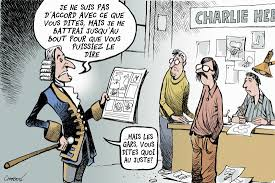 JE NE SUIS PAS
D'ACCORD AVEC CE QUE
VOUS DITES, MAIS JE ME
BATTRAI JUSQU'AU
BOUT POUR QUE VOUS
PUISSIEZ LE
DIRE
CHARLIE HE
...MAIS LES
GARS, VOUS
DITES QUOI
AU JUSTE?